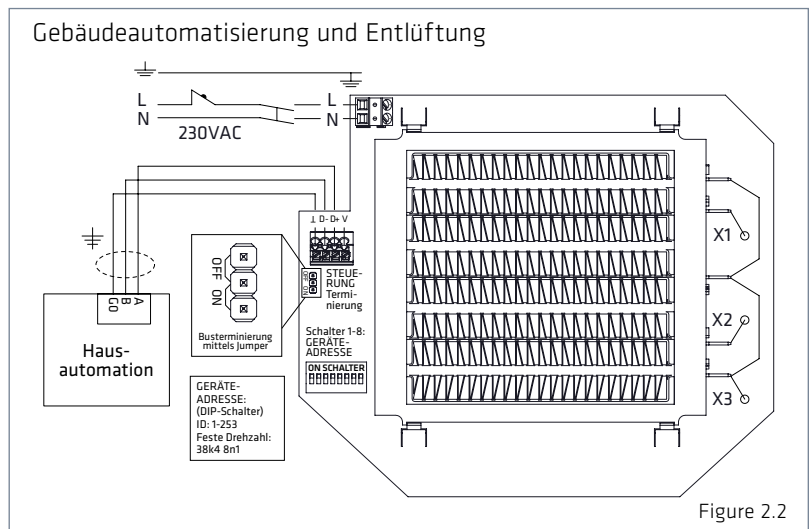 Gebäudeautomatisierung und Entlüftung
L
N
230VAC
L
N
⊥ D- D+ V
OFF ON
STEUE-
RUNG
Termi-
nierung
OFF ON
Busterminierung
mittels Jumper
Schalter 1-8:
GERÄTE-
ADRESSE
ON SCHALTER
G0 B A
Haus-
automation
GERÄTE-
ADRESSE:
(DIP-Schalter)
ID: 1-253
Feste Drehzahl:
38k4 8n1
X1
X2
X3
Figure 2.2